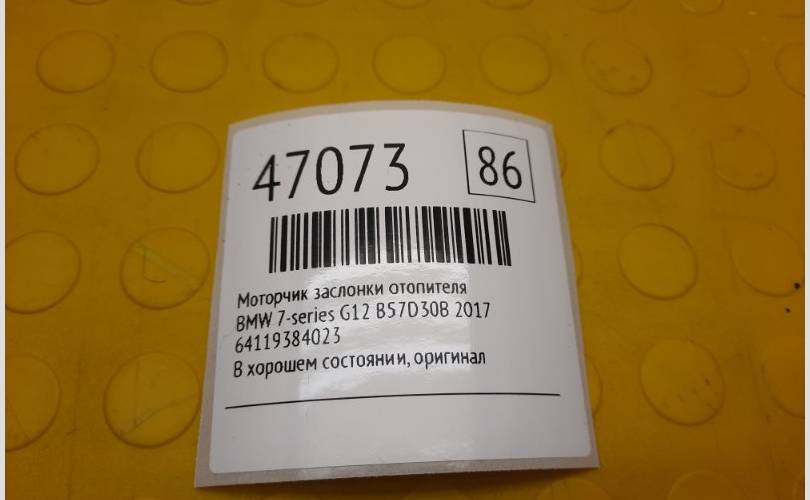 47073
86
Моторчик заслонки отопителя
BMW 7-series G12 B57D30B 2017
64119384023
В хорошем состоянии, оригинал